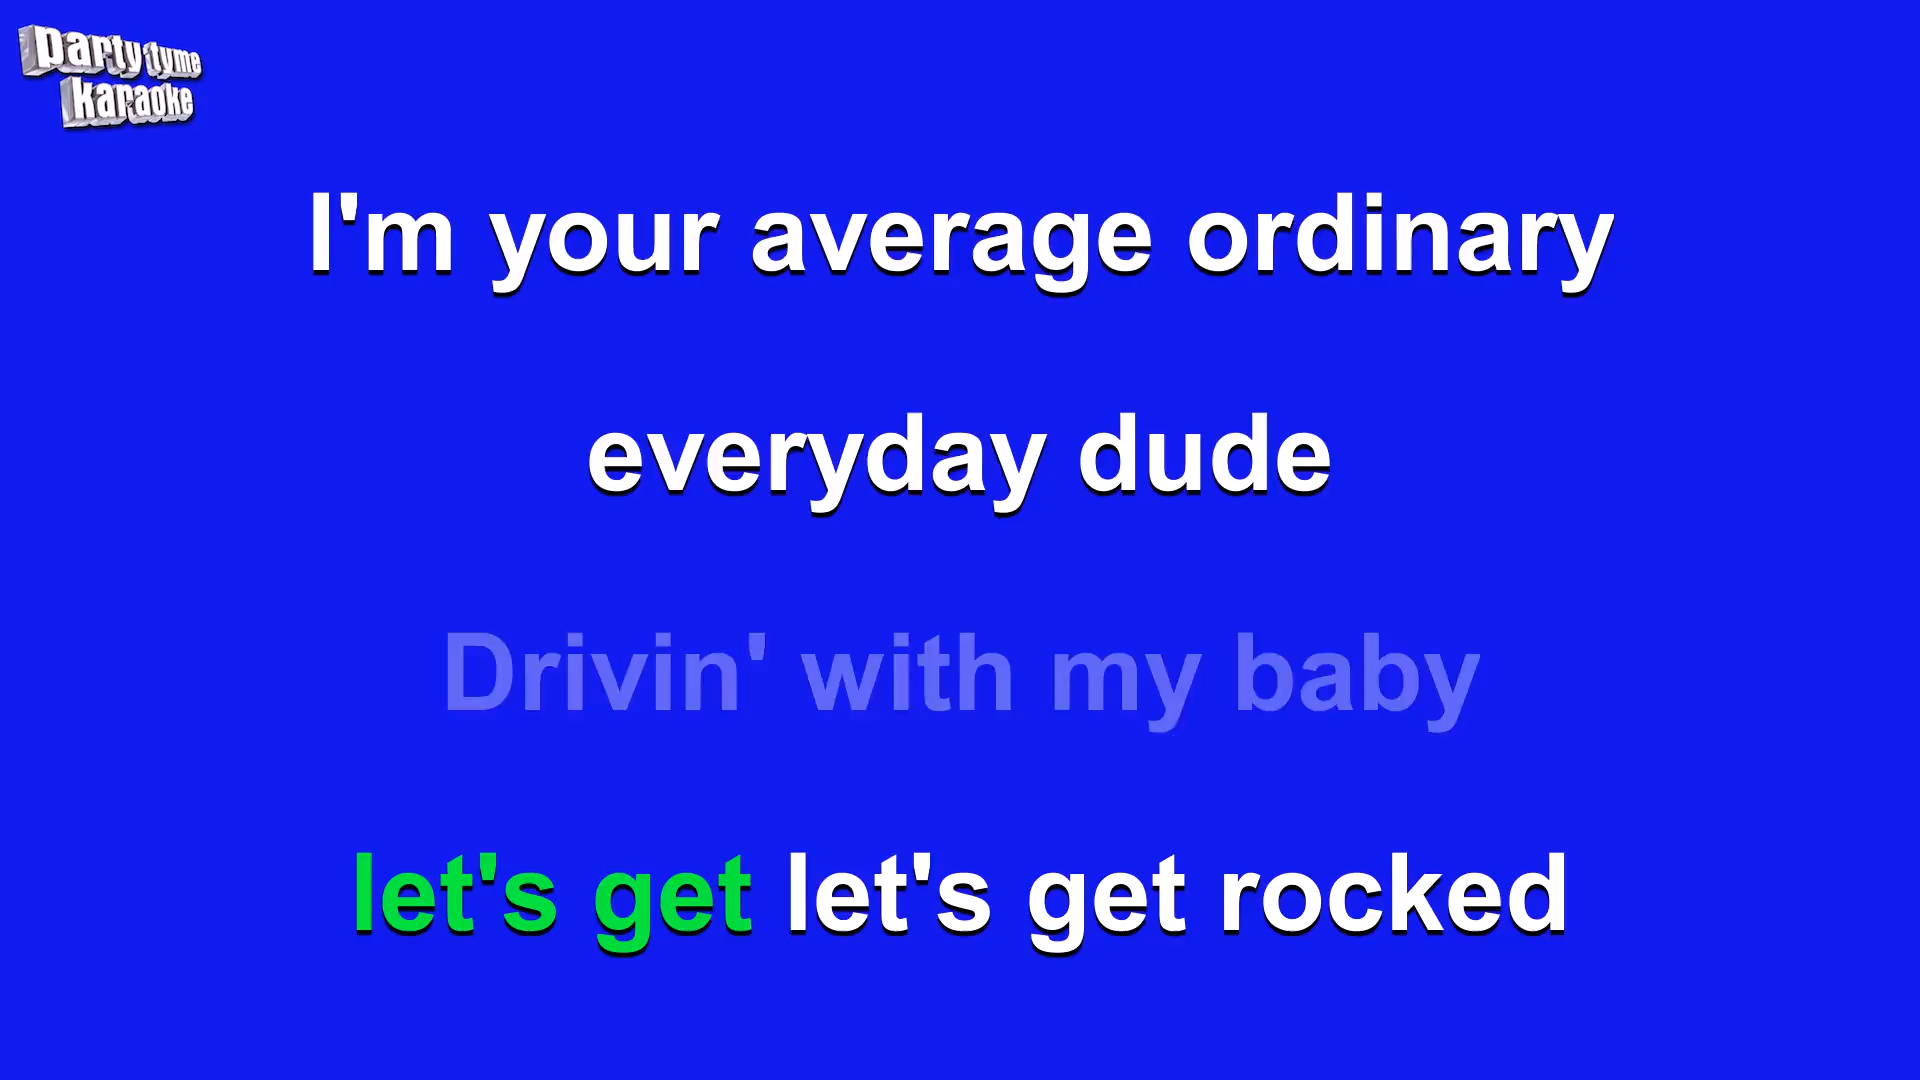 party tyme
karaoke
I'm your average ordinary
everyday dude
Drivin' with my baby
let's get let's get rocked